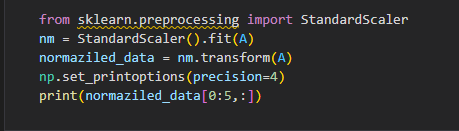 from sklearn.preprocessing import StandardScaler
nm = StandardScaler().fit(A)
normaziled_data = nm.transform(A)
np.set_printoptions(precision=4)
print(normaziled_data[0:5,:])